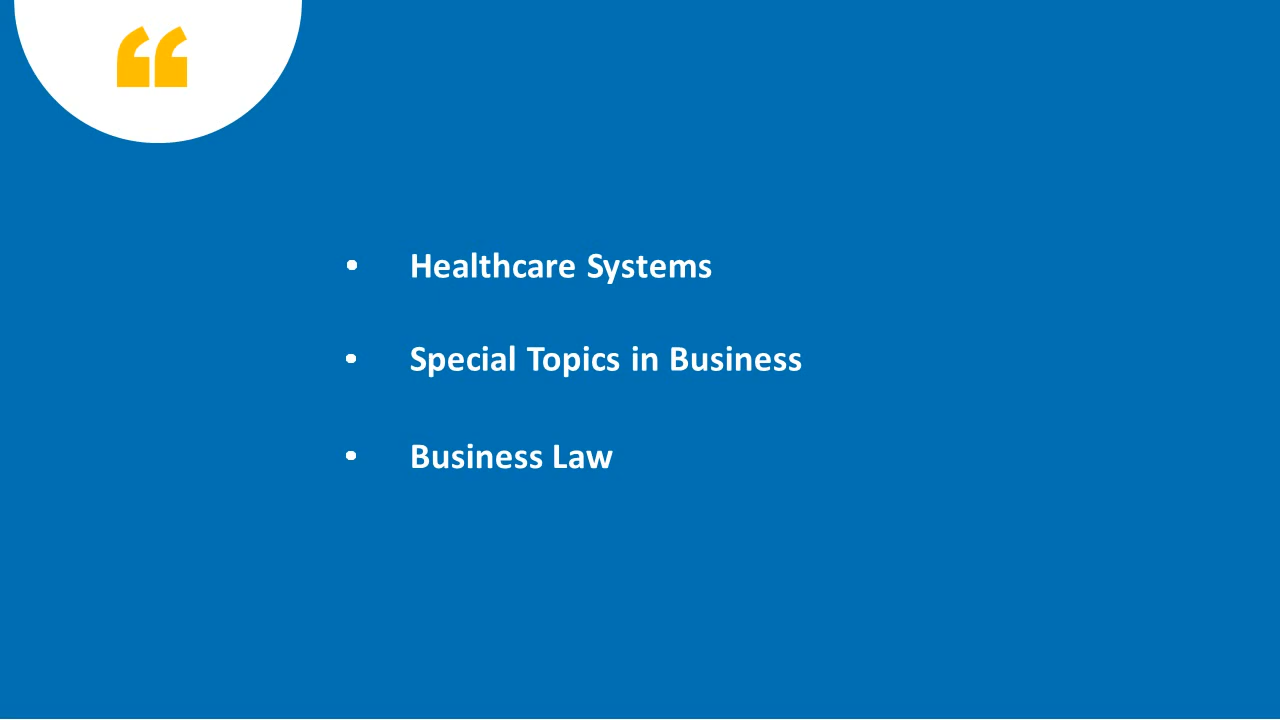 “
• Healthcare Systems
• Special Topics in Business
• Business Law